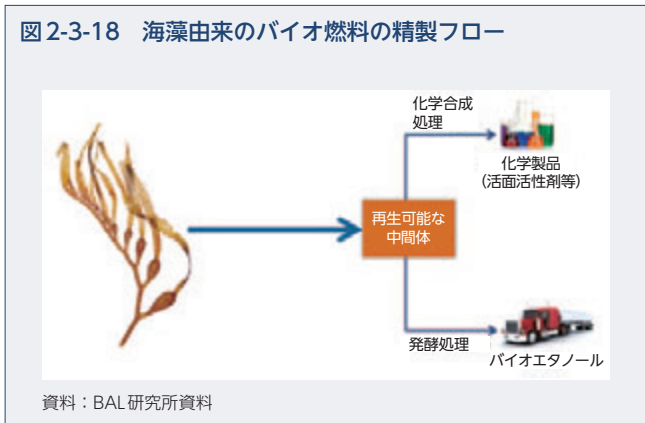 図2-3-18 海藻由来のバイオ燃料の精製フロー
化学合成
処理
化学製品
(活面活性剤等)
再生可能な
中間体
発酵処理
バイオエタノール
資料：BAL研究所資料